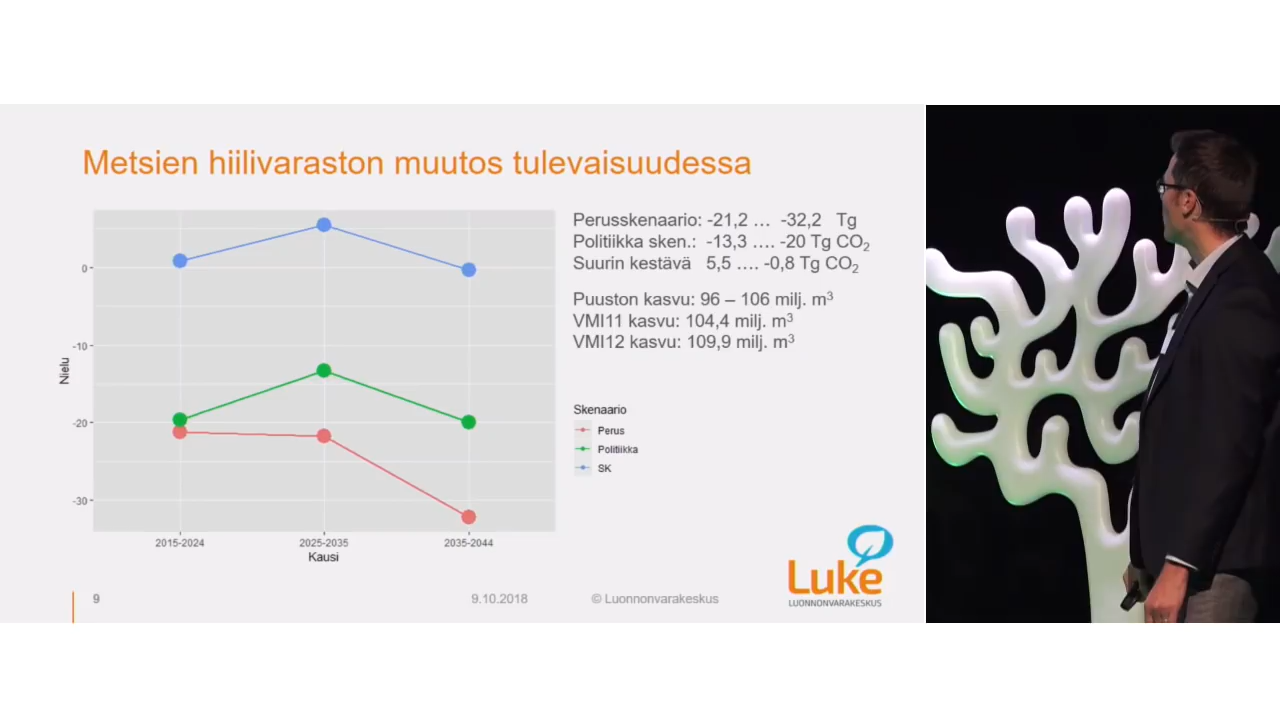 Metsien hiilivaraston muutos tulevaisuudessa
Perusskenaario: -21,2 ... -32,2 Tg
Politiikka sken.: -13,3 .... -20 Tg CO₂
Suurin kestävä 5,5 .... -0,8 Tg CO₂
Puuston kasvu: 96 – 106 milj. m³
VMI11 kasvu: 104,4 milj. m³
VMI12 kasvu: 109,9 milj. m³
Nielu
0
-10
-20
-30
2015-2024 2025-2035 2035-2044
Kausi
Skenaario
Perus
Politiikka
SK
Luke
LUONNONVARAKESKUS
9 9.10.2018 © Luonnonvarakeskus